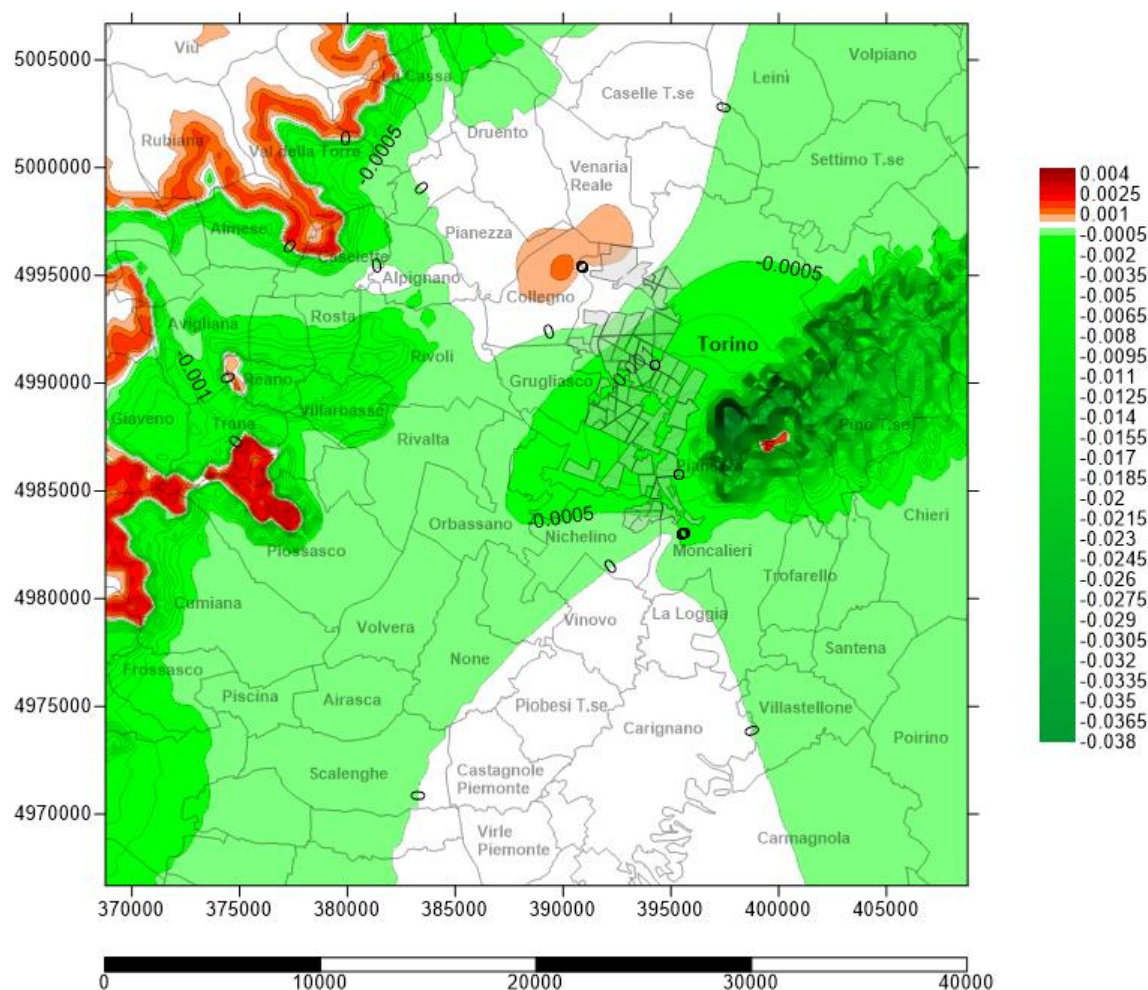 5005000
5000000
4995000
4990000
4985000
4980000
4975000
4970000
370000
375000
380000
385000
390000
395000
400000
405000
0
10000
20000
30000
40000
0.004
0.0025
0.001
-0.0005
-0.002
-0.0035
-0.005
-0.0065
-0.008
-0.0095
-0.011
-0.0125
-0.014
-0.0155
-0.017
-0.0185
-0.02
-0.0215
-0.023
-0.0245
-0.026
-0.0275
-0.029
-0.0305
-0.032
-0.0335
-0.035
-0.0365
-0.038
Viù
La Cassa
Volpiano
Leinì
Caselle T.se
Druento
Rubiana
Val della Torre
0
-0.0005
0
0
Venaria
Reale
Settimo T.se
Almese
0
Caselette
0
Alpignano
Pianezza
Collegno
0
-0.0005
Avigliana
Rosta
Rivoli
Torino
-0.001
0
Reano
Grugliasco
Giaveno
Trana
0
Villarbasse
Rivalta
Pino T.se
Orbassano
-0.0005
Nichelino
Chieri
Piossasco
Moncalieri
0
Trofarello
Cumiana
Volvera
Vinovo
La Loggia
Frossasco
None
Santena
Piscina
Airasca
Piobesi T.se
Carignano
0
Villastellone
Poirino
Scalenghe
0
Castagnole
Piemonte
Virle
Piemonte
Carmagnola